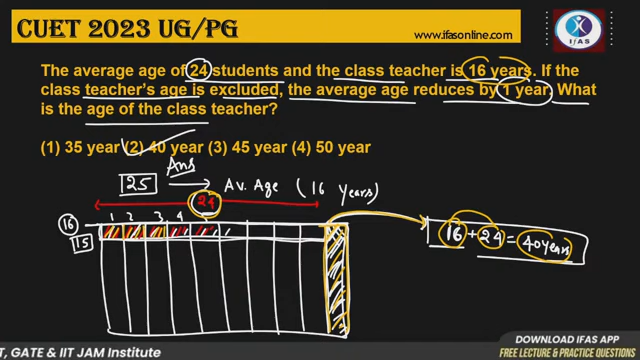 CUET 2023 UG/PG
www.ifasonline.com
iFAS
The average age of 24 students and the class teacher is 16 years. If the
class teacher's age is excluded, the average age reduces by 1 year. What
is the age of the class teacher?
(1) 35 year (2) 40 year (3) 45 year (4) 50 year
Ans
25 → Av. Age (16 Years)
24
1 2 3 4
16
15
16 + 24 = 40 years
T, GATE & IIT JAM Institute
DOWNLOAD IFAS APP
FREE LECTURE & PRACTICE QUESTIONS